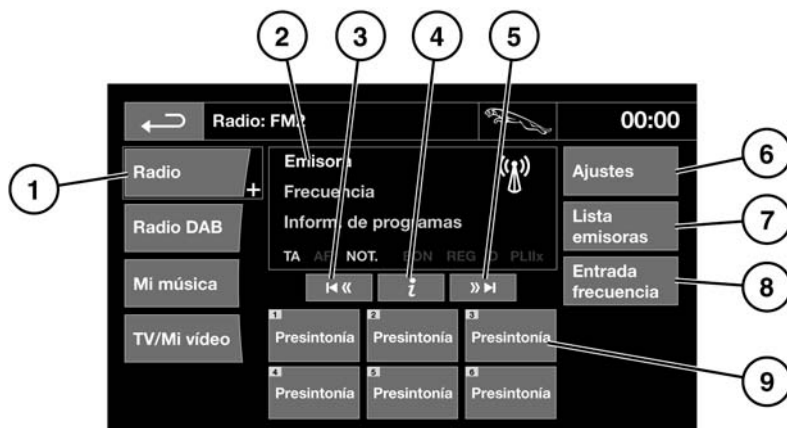 2 3 4 5
Radio: FM2 00:00
1
Radio +
Radio DAB
Mi música
TV/Mi vídeo
Emisora
Frecuencia
Inform. de programas
TA AF NOT. EON REG PLIIx
i
1 Presintonía 2 Presintonía 3 Presintonía
4 Presintonía 5 Presintonía 6 Presintonía
Ajustes
Lista
emisoras
Entrada
frecuencia
6
7
8
9